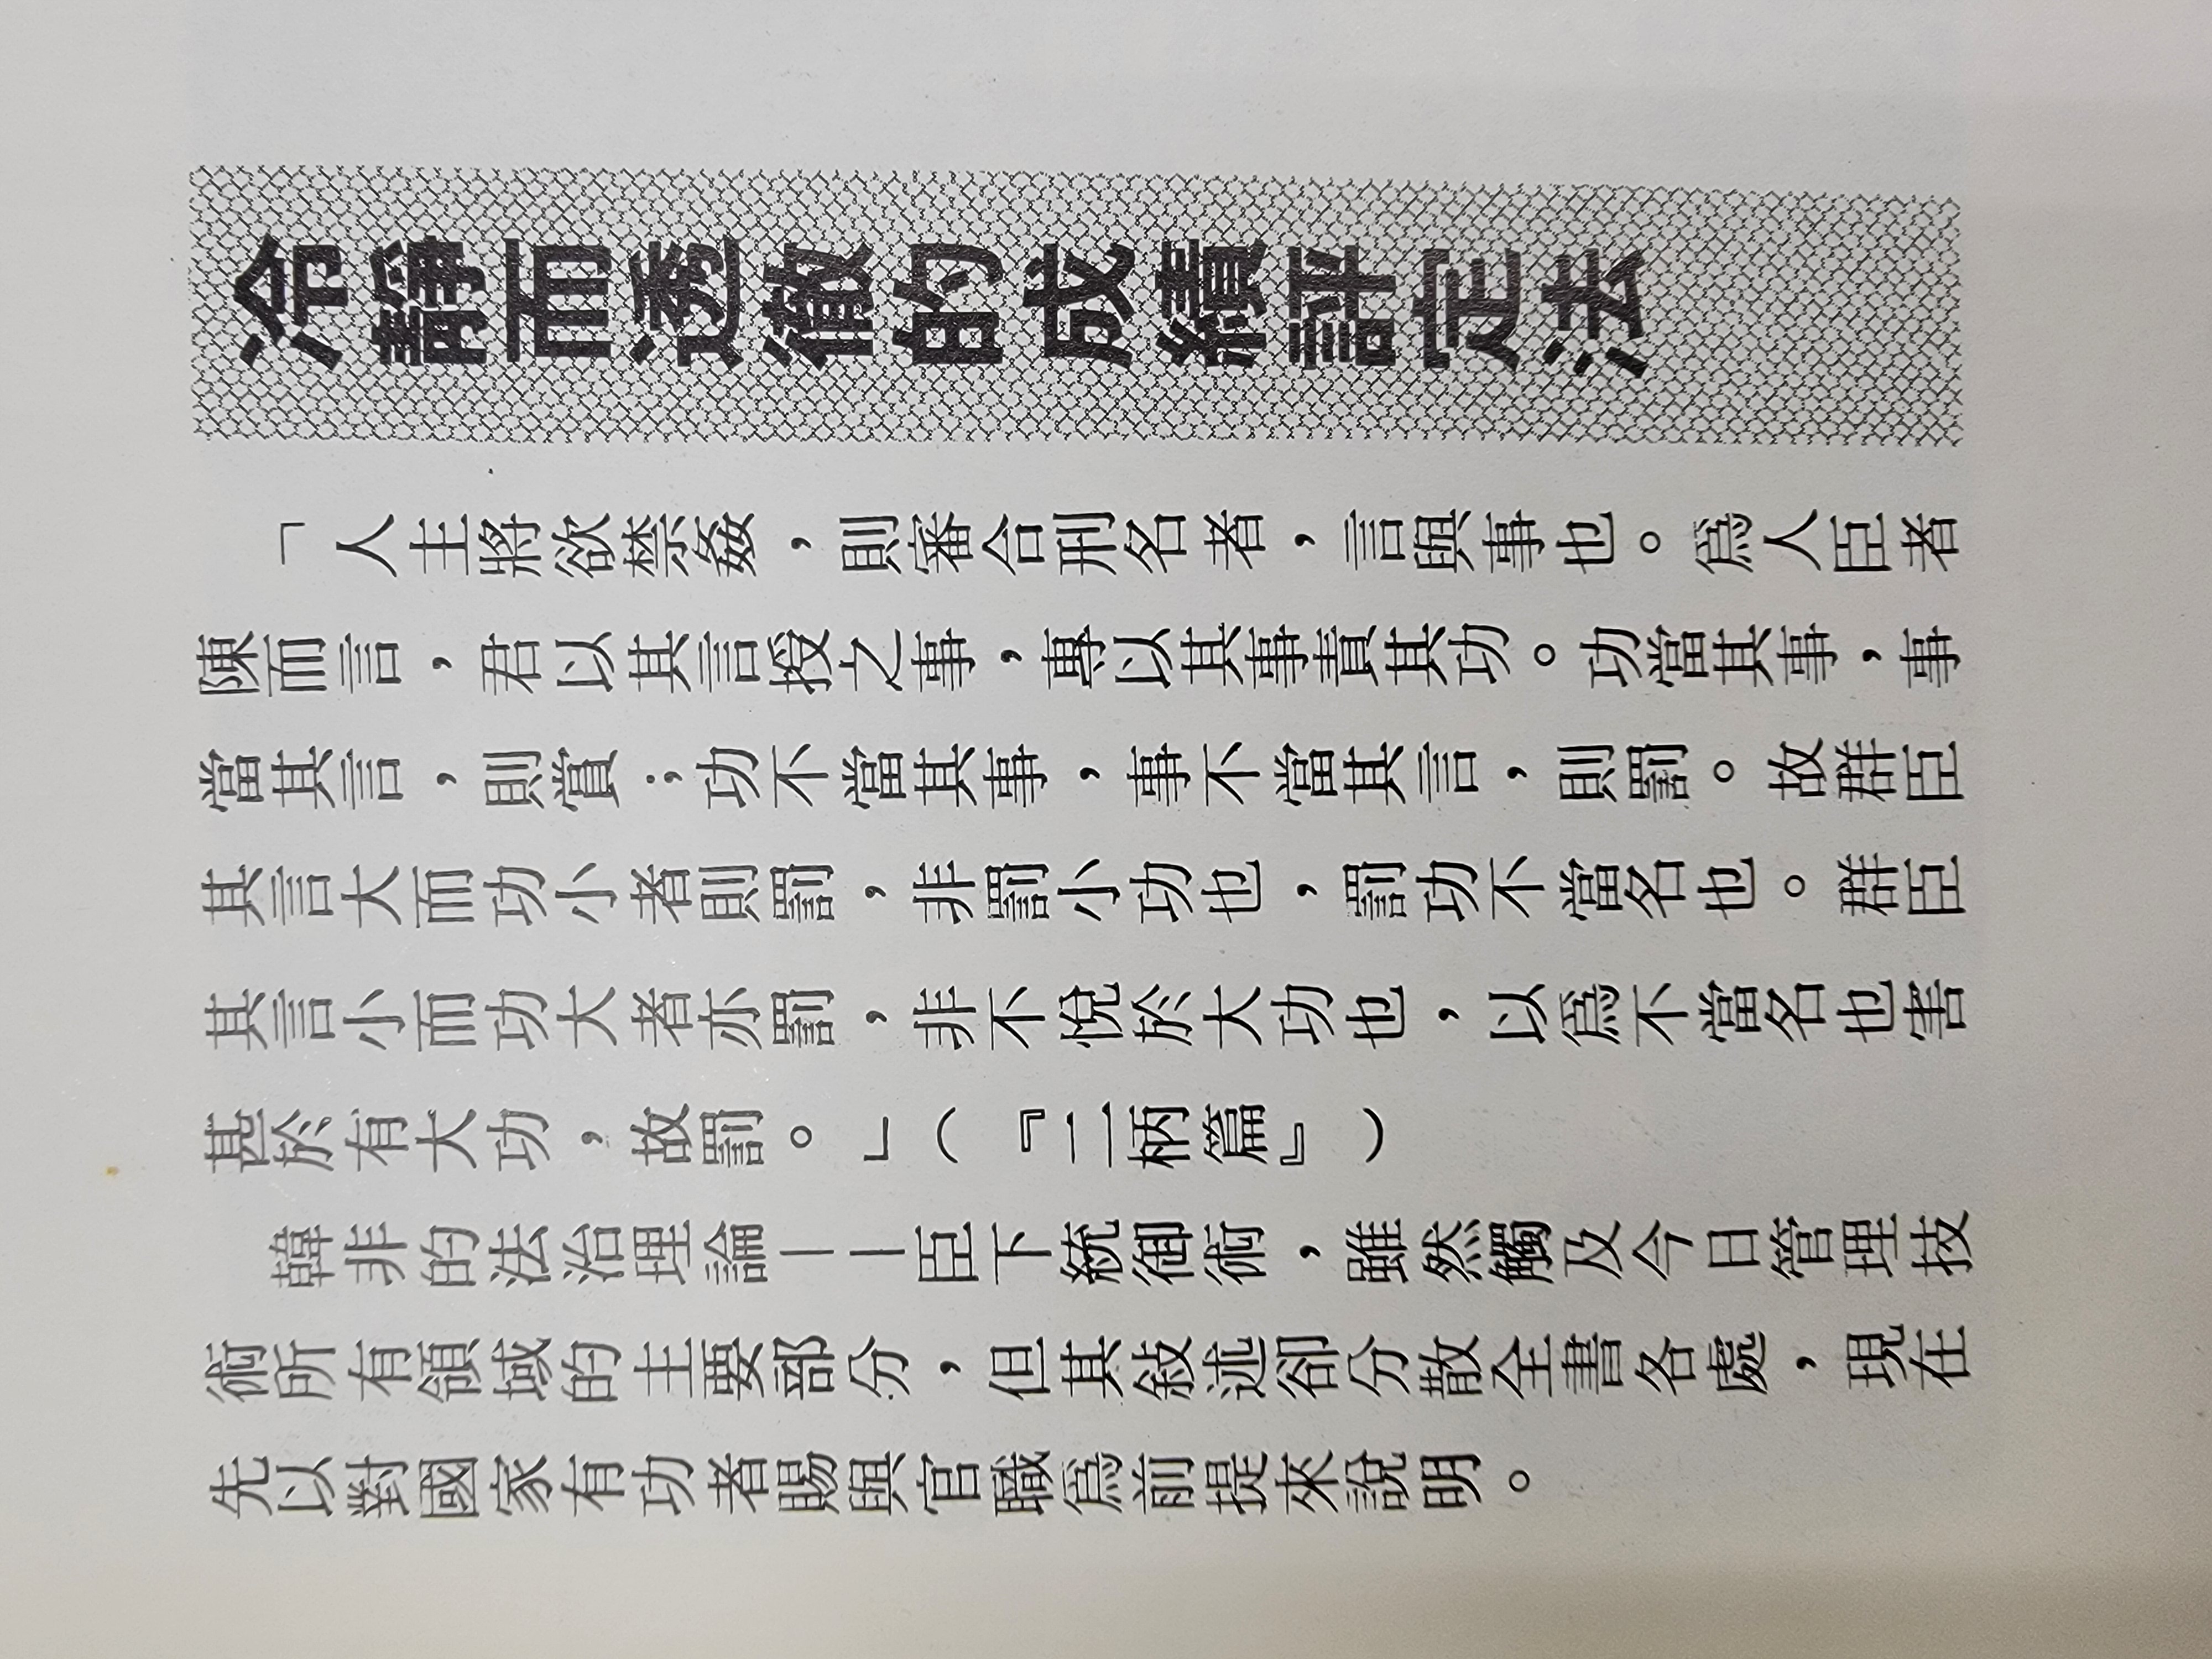 冷靜而透徹的成績評定法
「人主將欲禁姦，則審合刑名者，言與事也。爲人臣者
陳而言，君以其言授之事，專以其事責其功。功當其事，事
當其言，則賞；功不當其事，事不當其言，則罰。故群臣
其言大而功小者則罰，非罰小功也，罰功不當名也。群臣
其言小而功大者亦罰，非不悅於大功也，以爲不當名也害
甚於有大功，故罰。」（『二柄篇』）
韓非的法治理論——臣下統御術，雖然觸及今日管理技
術所有領域的主要部分，但其敍述卻分散全書各處，現在
先以對國家有功者賜與官職爲前提來說明。